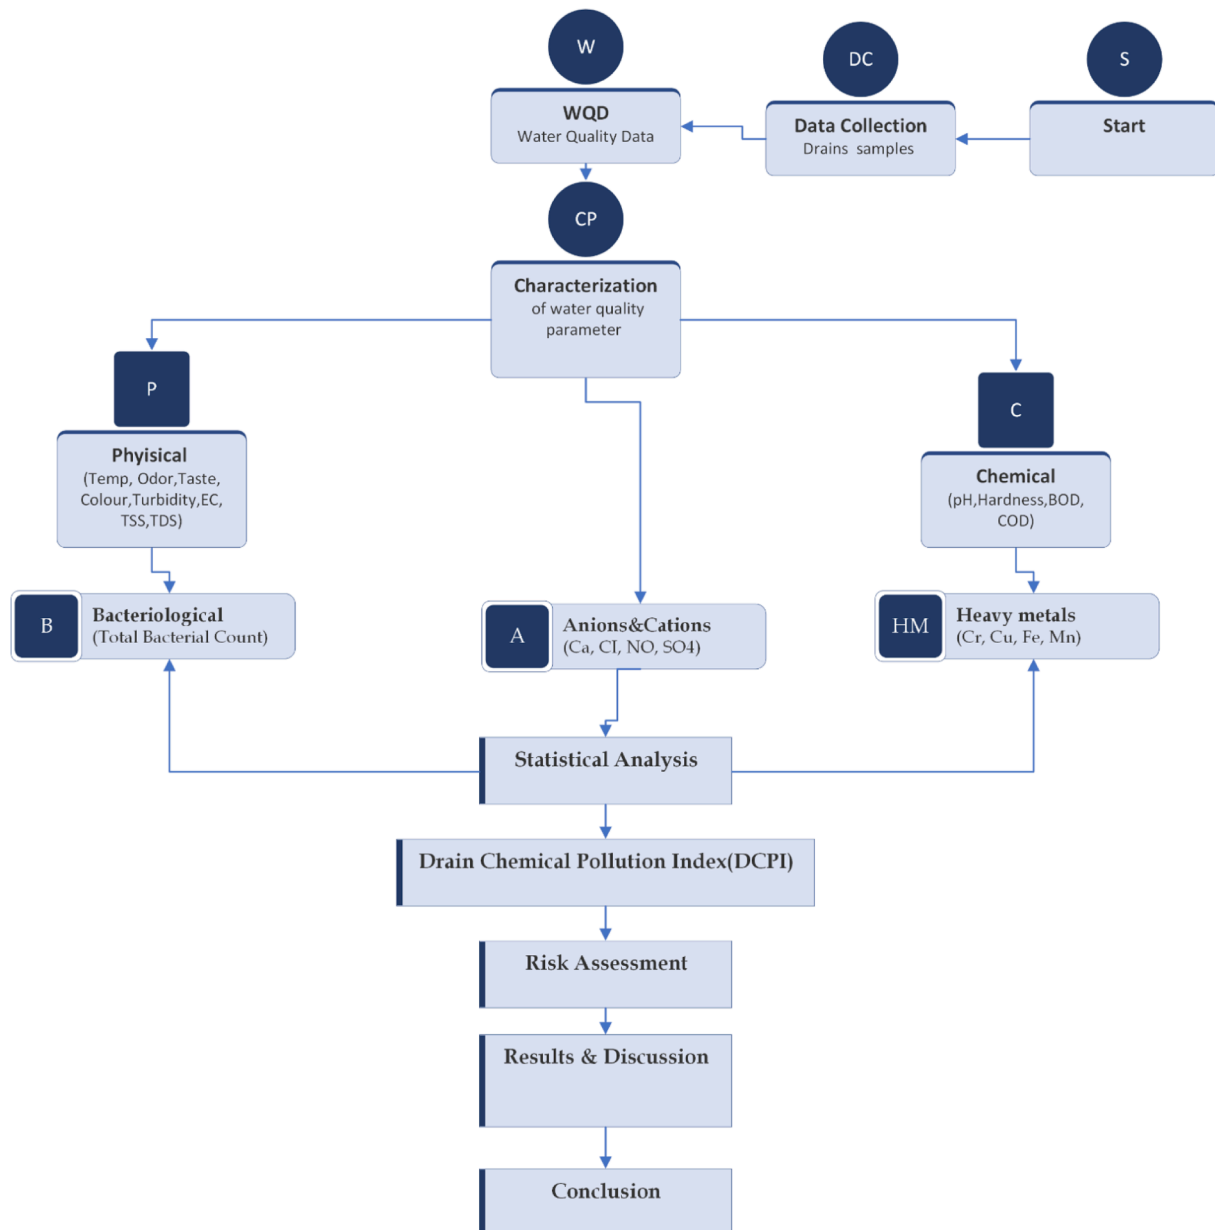 W
WQD
Water Quality Data
DC
Data Collection
Drains samples
S
Start
CP
Characterization
of water quality
parameter
P
Phyisical
(Temp, Odor,Taste,
Colour,Turbidity,EC,
TSS,TDS)
C
Chemical
(pH,Hardness,BOD,
COD)
B
Bacteriological
(Total Bacterial Count)
A
Anions&Cations
(Ca, CI, NO, SO4)
HM
Heavy metals
(Cr, Cu, Fe, Mn)
Statistical Analysis
Drain Chemical Pollution Index(DCPI)
Risk Assessment
Results & Discussion
Conclusion